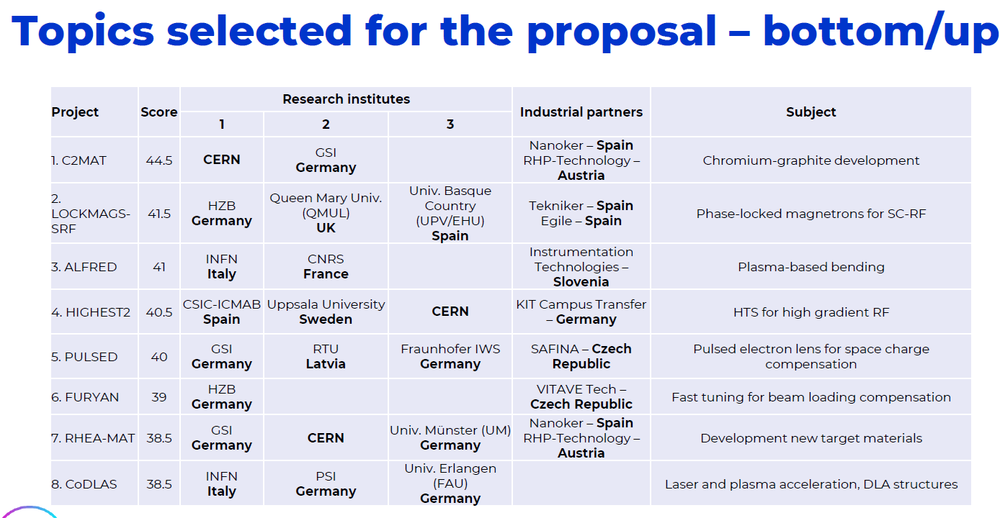 Topics selected for the proposal – bottom/up
Project
Score
Research institutes
Industrial partners
Subject
1
2
3
1. C2MAT
44.5
CERN
GSI
Germany
Nanoker – Spain
RHP-Technology –
Austria
Chromium-graphite development
2.
LOCKMAGS-
SRF
41.5
HZB
Germany
Queen Mary Univ.
(QMUL)
UK
Univ. Basque
Country
(UPV/EHU)
Spain
Tekniker – Spain
Egile – Spain
Phase-locked magnetrons for SC-RF
3. ALFRED
41
INFN
Italy
CNRS
France
Instrumentation
Technologies –
Slovenia
Plasma-based bending
4. HIGHEST2
40.5
CSIC-ICMAB
Spain
Uppsala University
Sweden
CERN
KIT Campus Transfer
– Germany
HTS for high gradient RF
5. PULSED
40
GSI
Germany
RTU
Latvia
Fraunhofer IWS
Germany
SAFINA – Czech
Republic
Pulsed electron lens for space charge
compensation
6. FURYAN
39
HZB
Germany
VITAVE Tech –
Czech Republic
Fast tuning for beam loading compensation
7. RHEA-MAT
38.5
GSI
Germany
CERN
Univ. Münster (UM)
Germany
Nanoker – Spain
RHP-Technology –
Austria
Development new target materials
8. CoDLAS
38.5
INFN
Italy
PSI
Germany
Univ. Erlangen
(FAU)
Germany
Laser and plasma acceleration, DLA structures